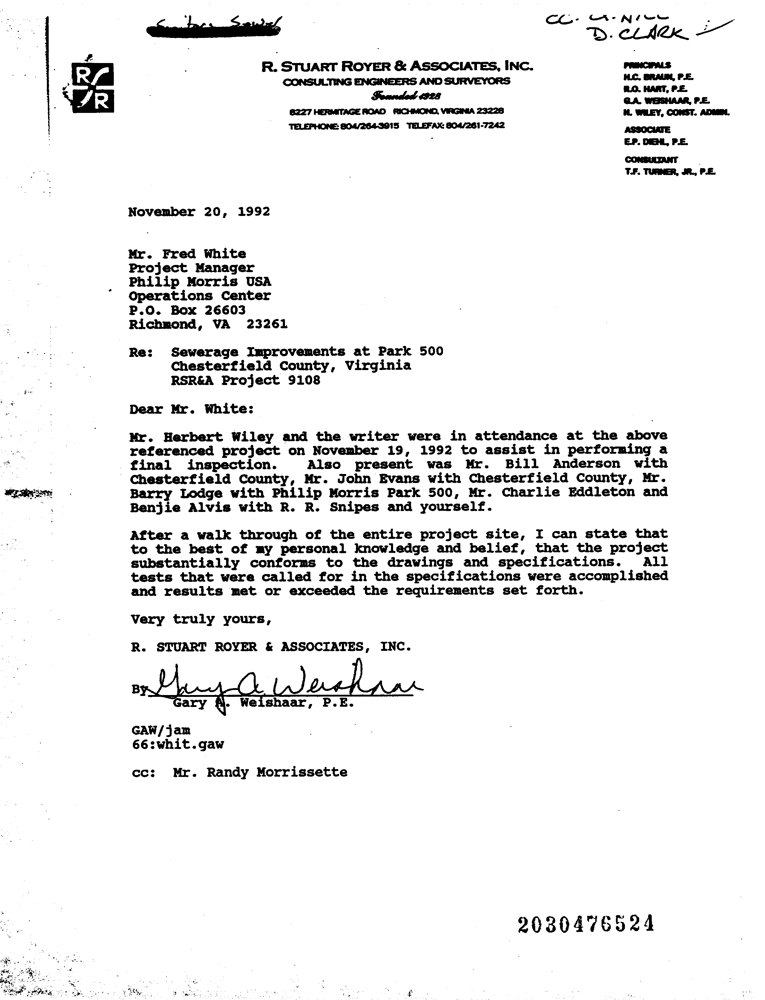 Sanitary Sewer
CC. G. HILL
D. CLARK
R/R
R. STUART ROYER & ASSOCIATES, INC.
CONSULTING ENGINEERS AND SURVEYORS
Founded 1928
8227 HERMITAGE ROAD RICHMOND, VIRGINIA 23228
TELEPHONE: 804/264-3915 TELEFAX: 804/261-7242
PRINCIPALS
H.C. BRAUN, P.E.
R.O. HART, P.E.
G.A. WEISHAAR, P.E.
H. WILEY, CONST. ADMIN.
ASSOCIATE
E.P. DIEHL, P.E.
CONSULTANT
T.F. TURNER, JR., P.E.
November 20, 1992
Mr. Fred White
Project Manager
Philip Morris USA
Operations Center
P.O. Box 26603
Richmond, VA 23261
Re: Sewerage Improvements at Park 500
Chesterfield County, Virginia
RSR&A Project 9108
Dear Mr. White:
Mr. Herbert Wiley and the writer were in attendance at the above
referenced project on November 19, 1992 to assist in performing a
final inspection. Also present was Mr. Bill Anderson with
Chesterfield County, Mr. John Evans with Chesterfield County, Mr.
Barry Lodge with Philip Morris Park 500, Mr. Charlie Eddleton and
Benjie Alvis with R. R. Snipes and yourself.
After a walk through of the entire project site, I can state that
to the best of my personal knowledge and belief, that the project
substantially conforms to the drawings and specifications. All
tests that were called for in the specifications were accomplished
and results met or exceeded the requirements set forth.
Very truly yours,
R. STUART ROYER & ASSOCIATES, INC.
By Gary A. Weishaar
Gary A. Weishaar, P.E.
GAW/jam
66:whit.gaw
cc: Mr. Randy Morrissette
2030476524